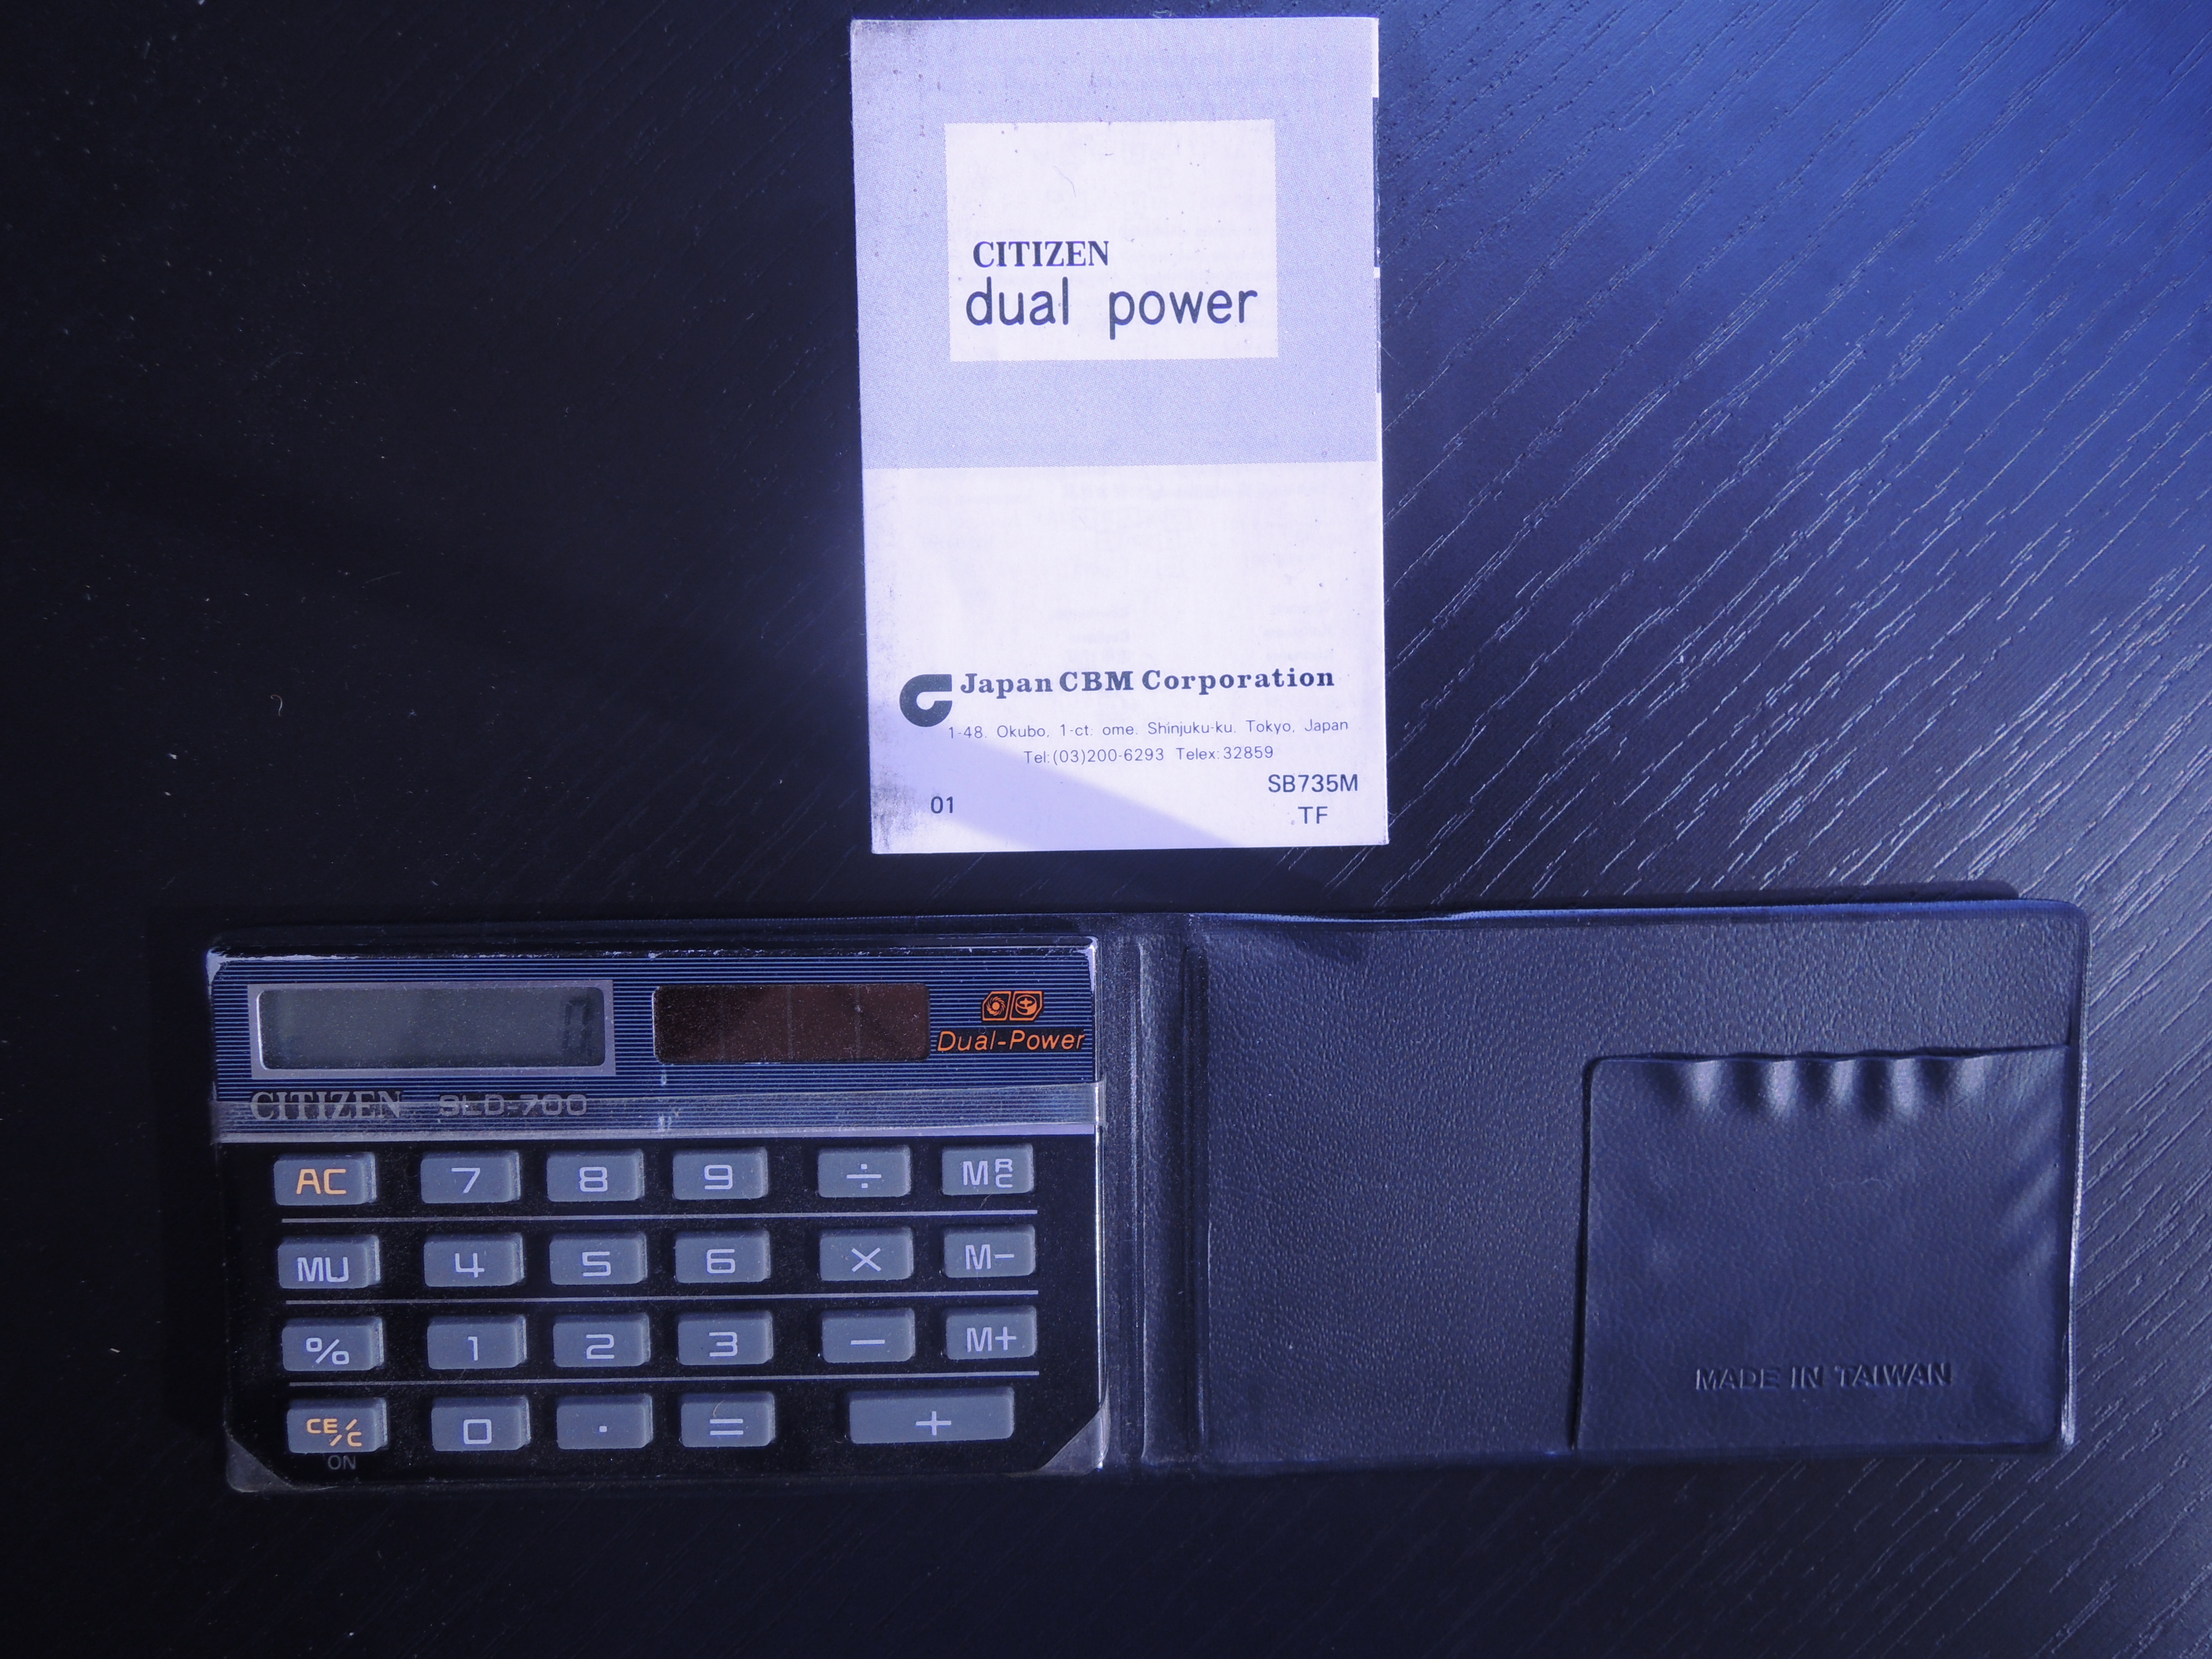 CITIZEN
dual power
Japan CBM Corporation
1-48. Okubo, 1-ct. ome. Shinjuku-ku. Tokyo, Japan
Tel:(03)200-6293 Telex:32859
SB735M
01
TF
0
Dual-Power
CITIZEN SLD-700
AC 7 8 9 ÷ MRC
MU 4 5 6 × M−
% 1 2 3 − M+
CE/C 0 . = +
ON
MADE IN TAIWAN